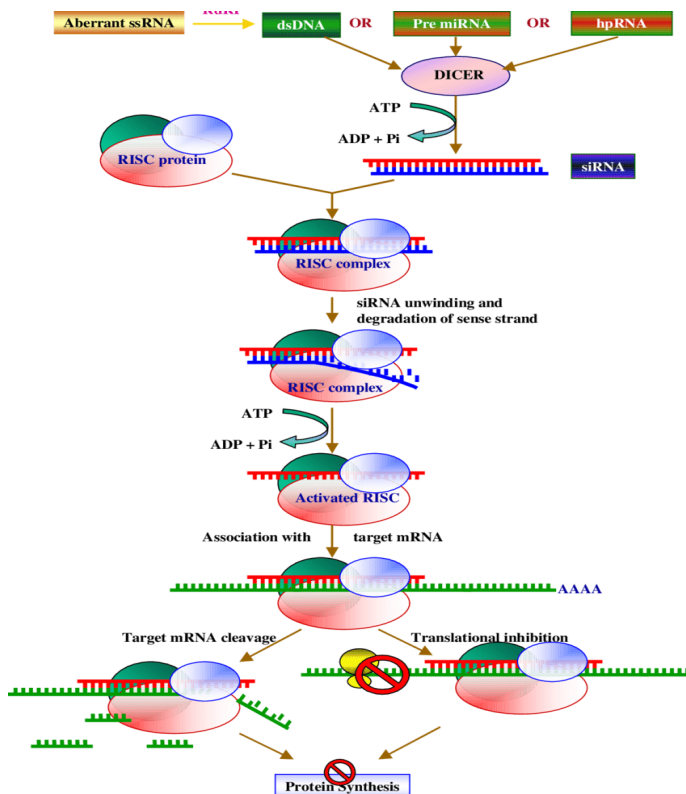 Aberrant ssRNA
dsDNA
OR
Pre miRNA
OR
hpRNA
DICER
ATP
ADP + Pi
RISC protein
siRNA
RISC complex
siRNA unwinding and
degradation of sense strand
RISC complex
ATP
ADP + Pi
Activated RISC
Association with target mRNA
AAAA
Target mRNA cleavage
Translational inhibition
Protein Synthesis